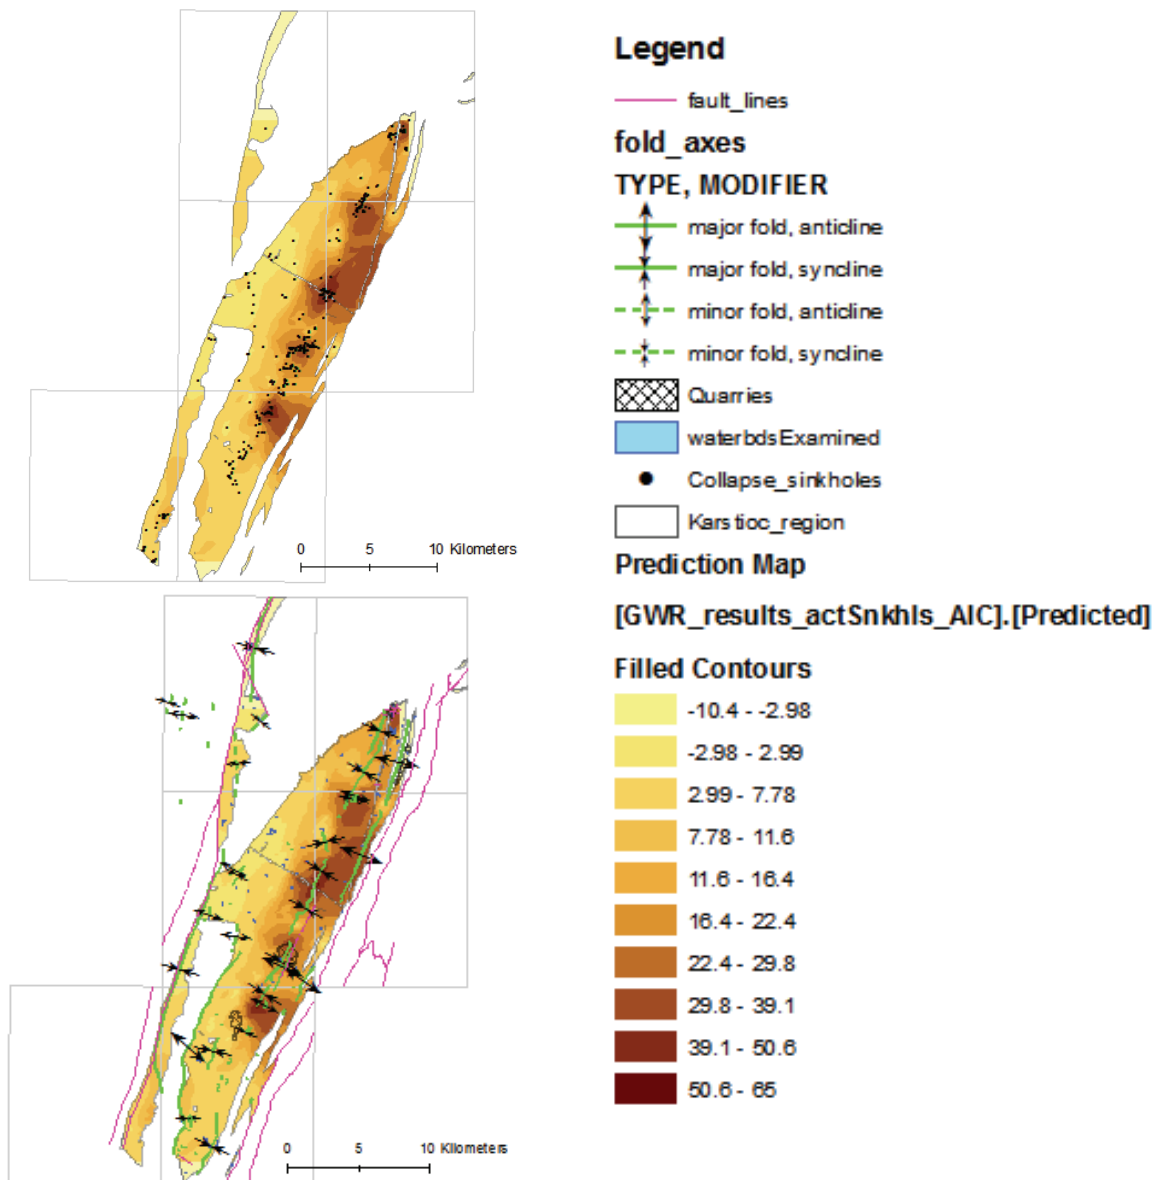 Legend
fault_lines
fold_axes
TYPE, MODIFIER
major fold, anticline
major fold, syncline
minor fold, anticline
minor fold, syncline
Quarries
waterbdsExamined
Collapse_sinkholes
Karstioc_region
Prediction Map
[GWR_results_actSnkhls_AIC].[Predicted]
Filled Contours
-10.4 - -2.98
-2.98 - 2.99
2.99 - 7.78
7.78 - 11.6
11.6 - 16.4
16.4 - 22.4
22.4 - 29.8
29.8 - 39.1
39.1 - 50.6
50.6 - 65
0 5 10 Kilometers
0 5 10 Kilometers